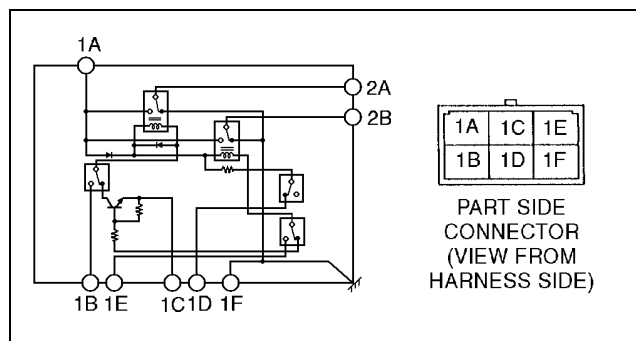 1A
2A
2B
1B 1E 1C 1D 1F
1A 1C 1E
1B 1D 1F
PART SIDE
CONNECTOR
(VIEW FROM
HARNESS SIDE)